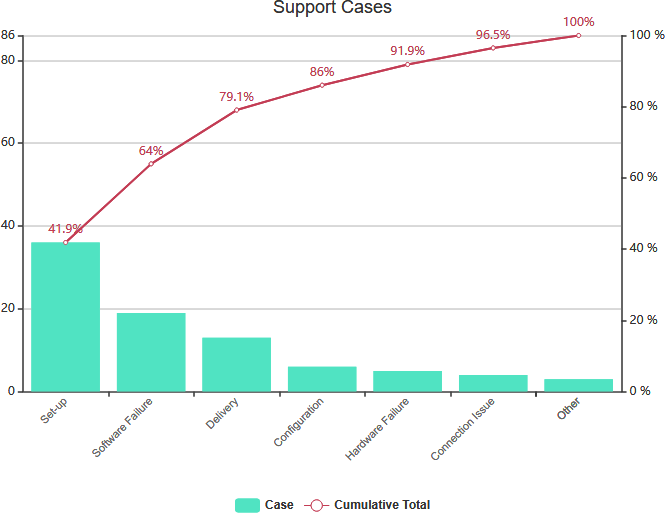 Support Cases
86
80
60
40
20
0
100 %
80 %
60 %
40 %
20 %
0 %
41.9%
64%
79.1%
86%
91.9%
96.5%
100%
Set-up
Software Failure
Delivery
Configuration
Hardware Failure
Connection Issue
Other
Case
Cumulative Total